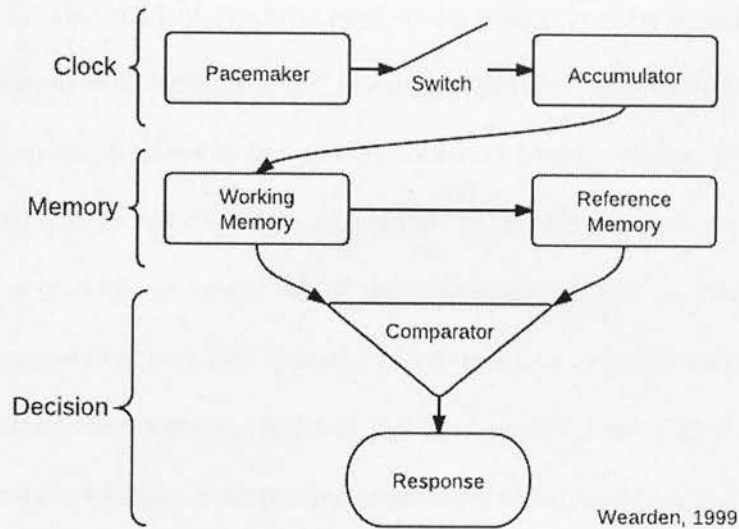 Clock
Pacemaker
Switch
Accumulator
Memory
Working
Memory
Reference
Memory
Decision
Comparator
Response
Wearden, 1999